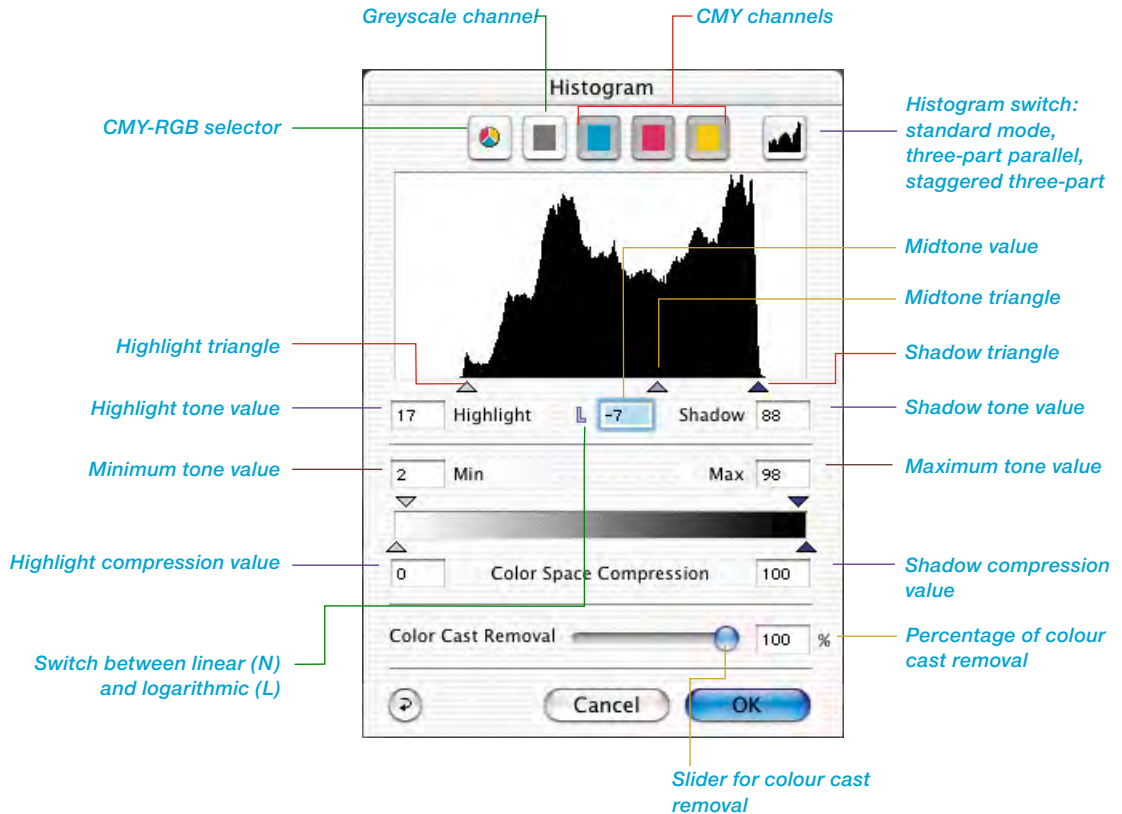 Greyscale channel
CMY channels
Histogram
CMY-RGB selector
Histogram switch:
standard mode,
three-part parallel,
staggered three-part
Midtone value
Midtone triangle
Highlight triangle
Shadow triangle
Highlight tone value
17 Highlight L -7 Shadow 88
Shadow tone value
Minimum tone value
2 Min Max 98
Maximum tone value
Highlight compression value
0 Color Space Compression 100
Shadow compression
value
Color Cast Removal 100 %
Percentage of colour
cast removal
Switch between linear (N)
and logarithmic (L)
Cancel OK
Slider for colour cast
removal